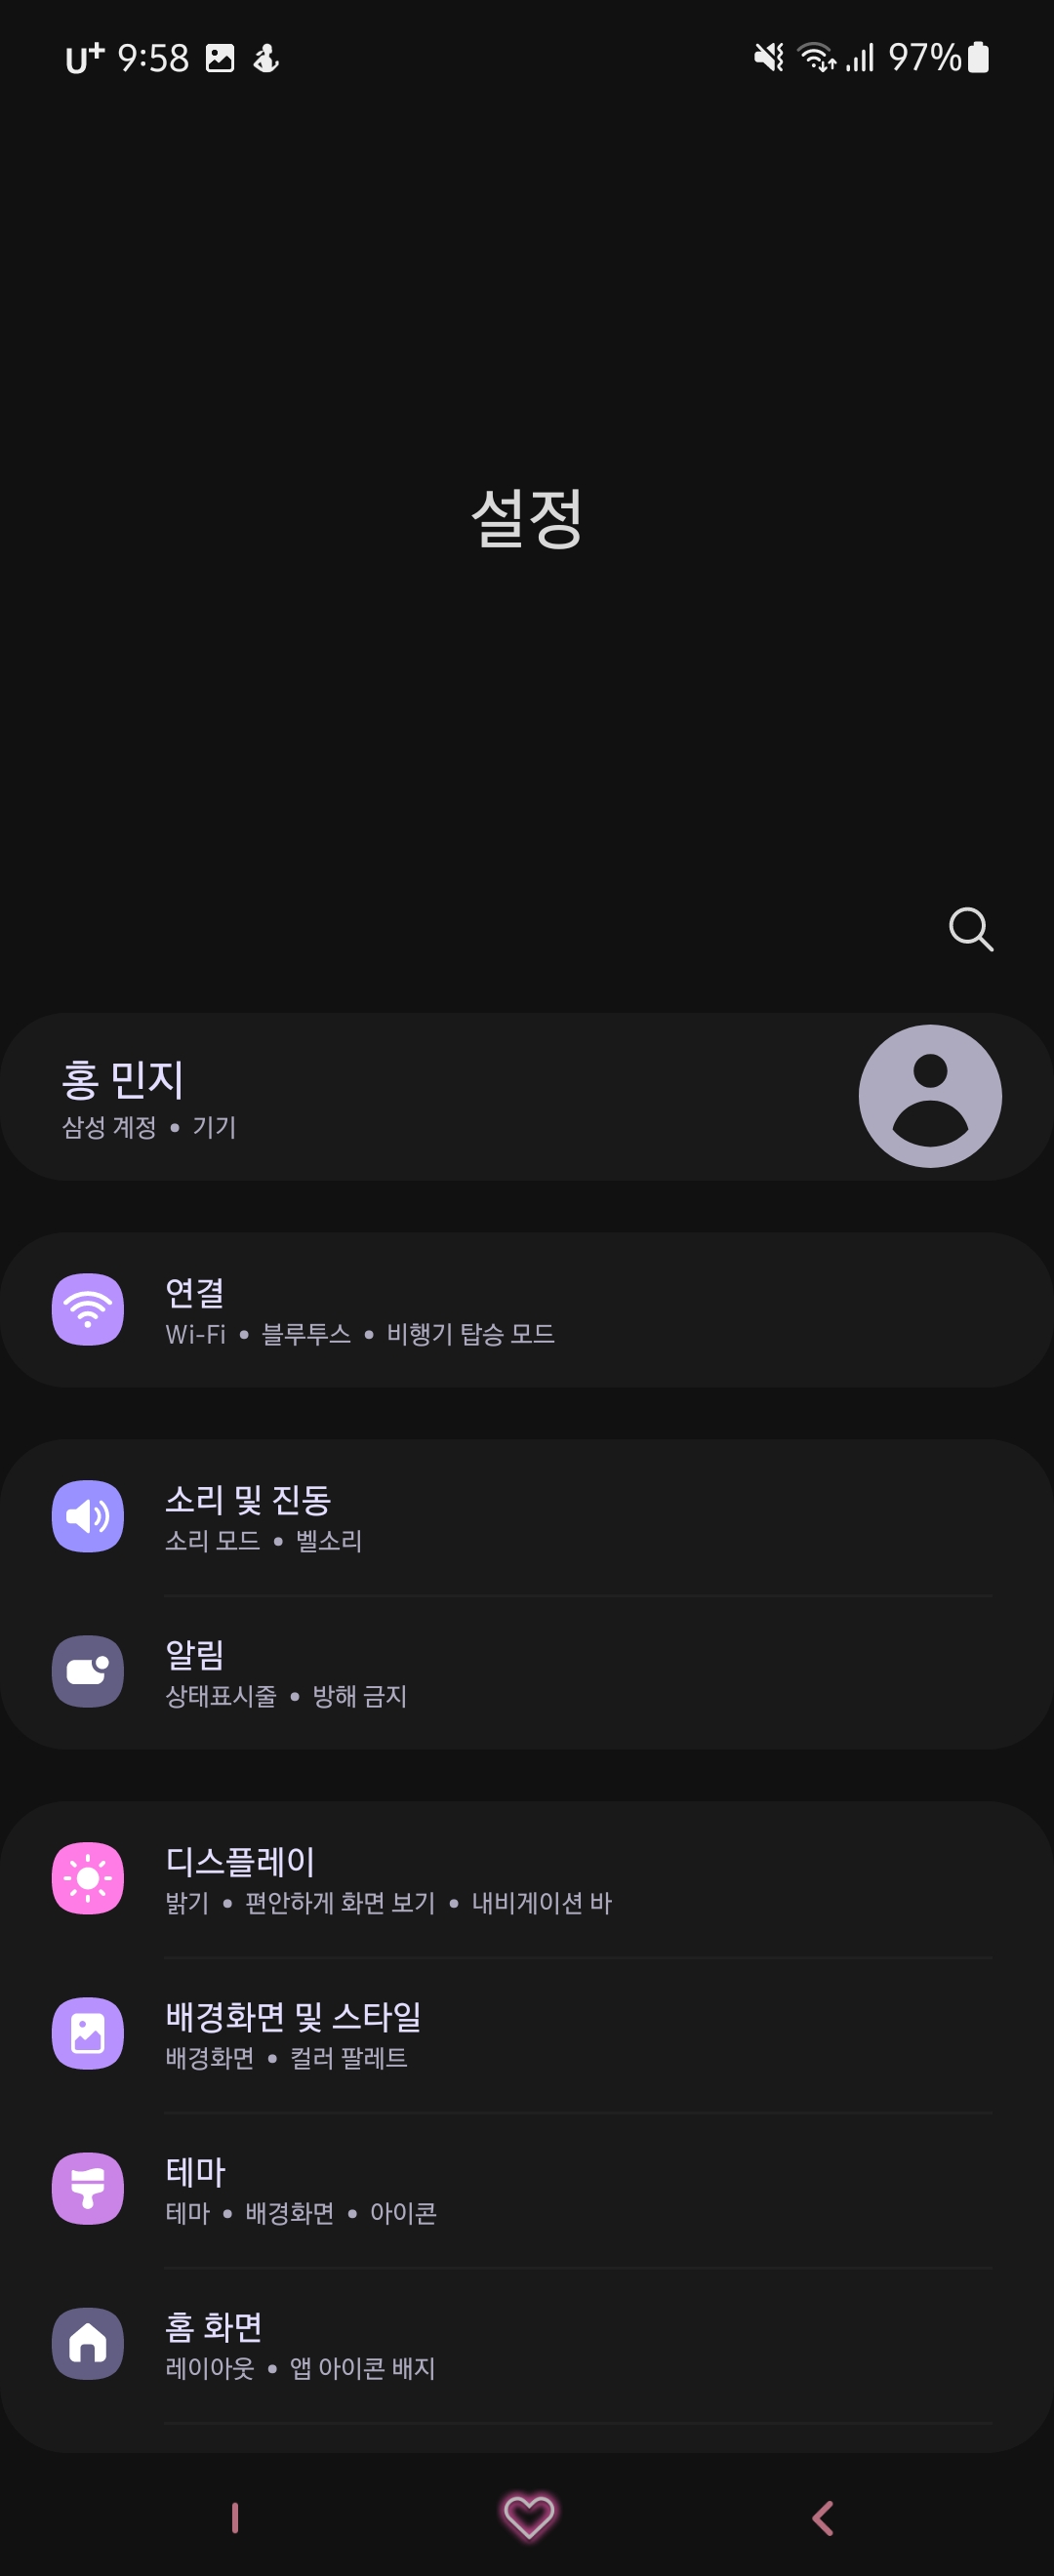 U+ 9:58 97%
설정
홍 민지
삼성 계정 • 기기
연결
Wi-Fi • 블루투스 • 비행기 탑승 모드
소리 및 진동
소리 모드 • 벨소리
알림
상태표시줄 • 방해 금지
디스플레이
밝기 • 편안하게 화면 보기 • 내비게이션 바
배경화면 및 스타일
배경화면 • 컬러 팔레트
테마
테마 • 배경화면 • 아이콘
홈 화면
레이아웃 • 앱 아이콘 배지